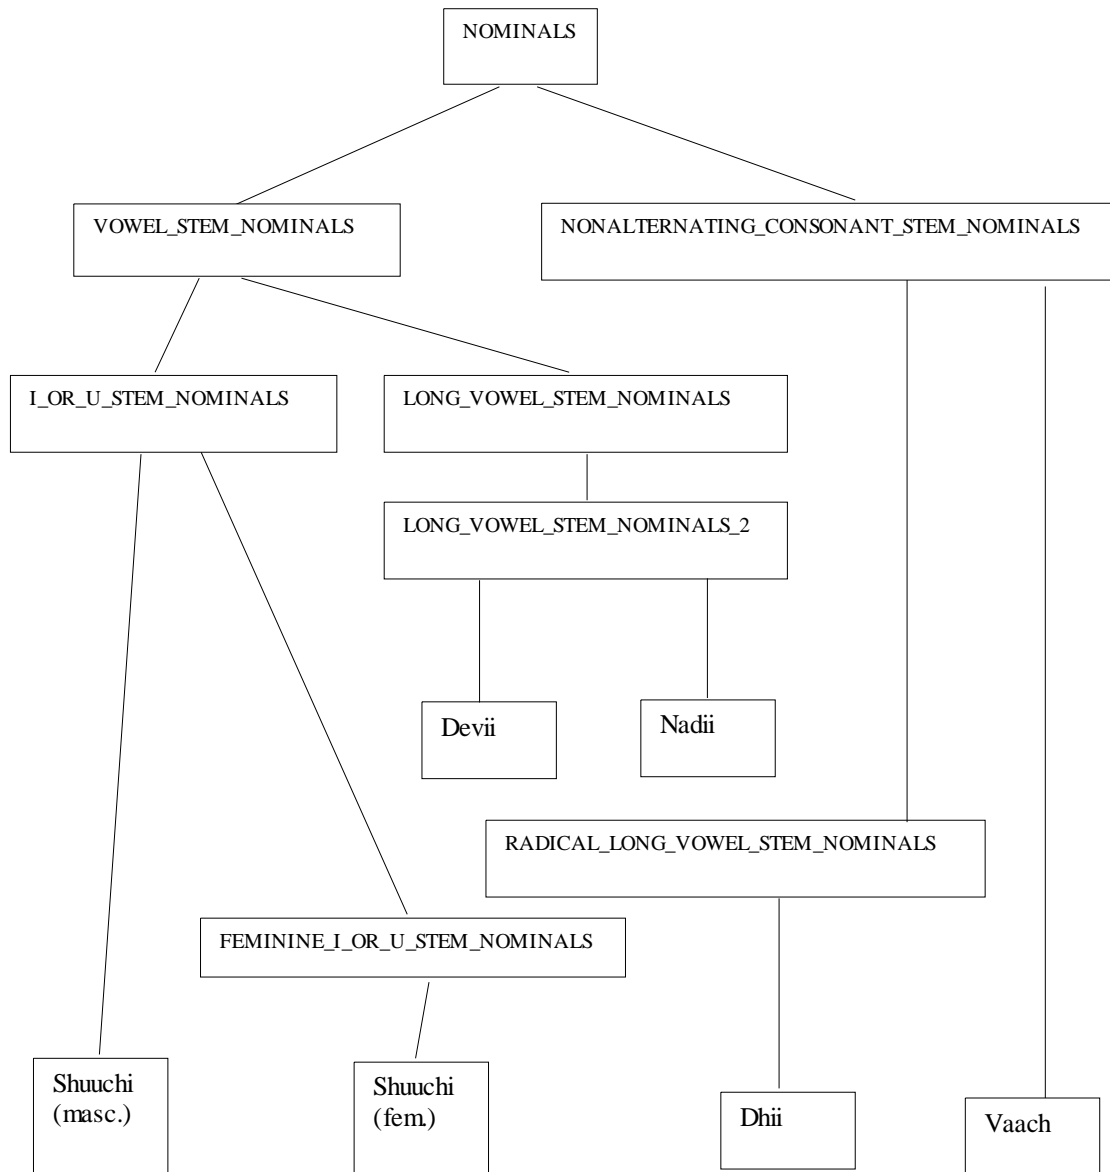 NOMINALS
VOWEL_STEM_NOMINALS
NONALTERNATING_CONSONANT_STEM_NOMINALS
I_OR_U_STEM_NOMINALS
LONG_VOWEL_STEM_NOMINALS
LONG_VOWEL_STEM_NOMINALS_2
Devii
Nadii
RADICAL_LONG_VOWEL_STEM_NOMINALS
FEMININE_I_OR_U_STEM_NOMINALS
Shuuchi
(masc.)
Shuuchi
(fem.)
Dhii
Vaach